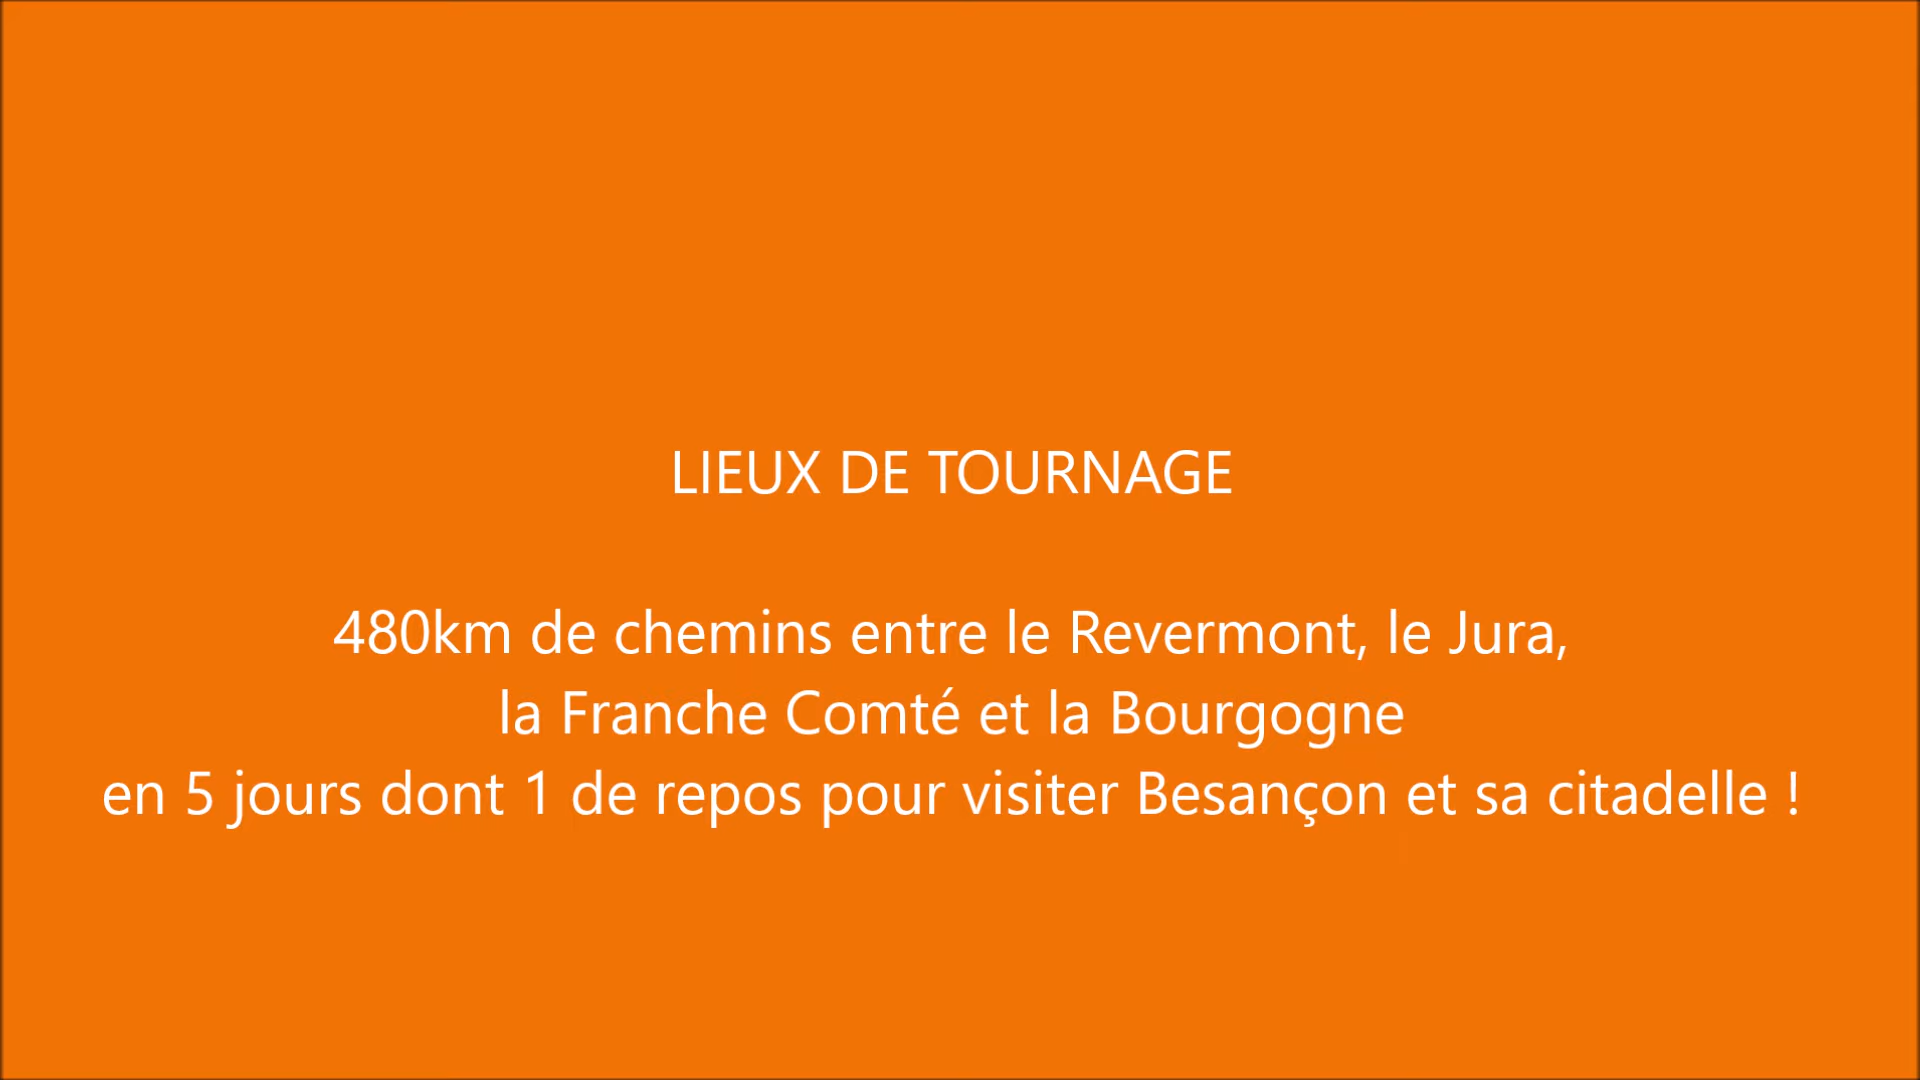 LIEUX DE TOURNAGE
480km de chemins entre le Revermont, le Jura,
la Franche Comté et la Bourgogne
en 5 jours dont 1 de repos pour visiter Besançon et sa citadelle !